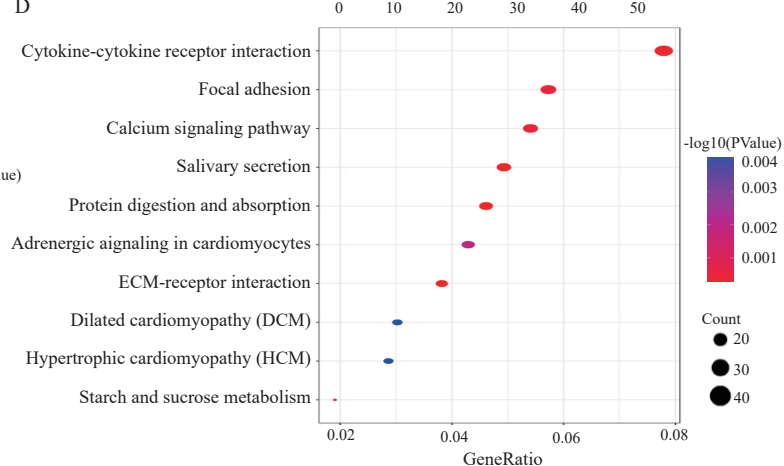 D
0 10 20 30 40 50
Cytokine-cytokine receptor interaction
Focal adhesion
Calcium signaling pathway
Salivary secretion
Protein digestion and absorption
Adrenergic aignaling in cardiomyocytes
ECM-receptor interaction
Dilated cardiomyopathy (DCM)
Hypertrophic cardiomyopathy (HCM)
Starch and sucrose metabolism
0.02 0.04 0.06 0.08
GeneRatio
ue)
-log10(PValue)
0.004
0.003
0.002
0.001
Count
20
30
40